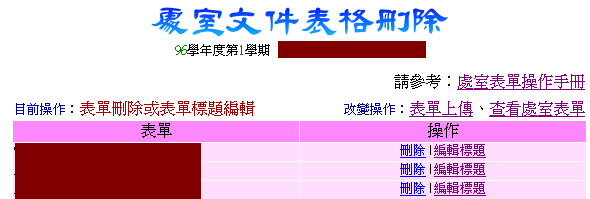 處室文件表格刪除
96學年度第1學期
請參考：處室表單操作手冊
目前操作：表單刪除或表單標題編輯 改變操作：表單上傳、查看處室表單
表單 操作
刪除 | 編輯標題
刪除 | 編輯標題
刪除 | 編輯標題